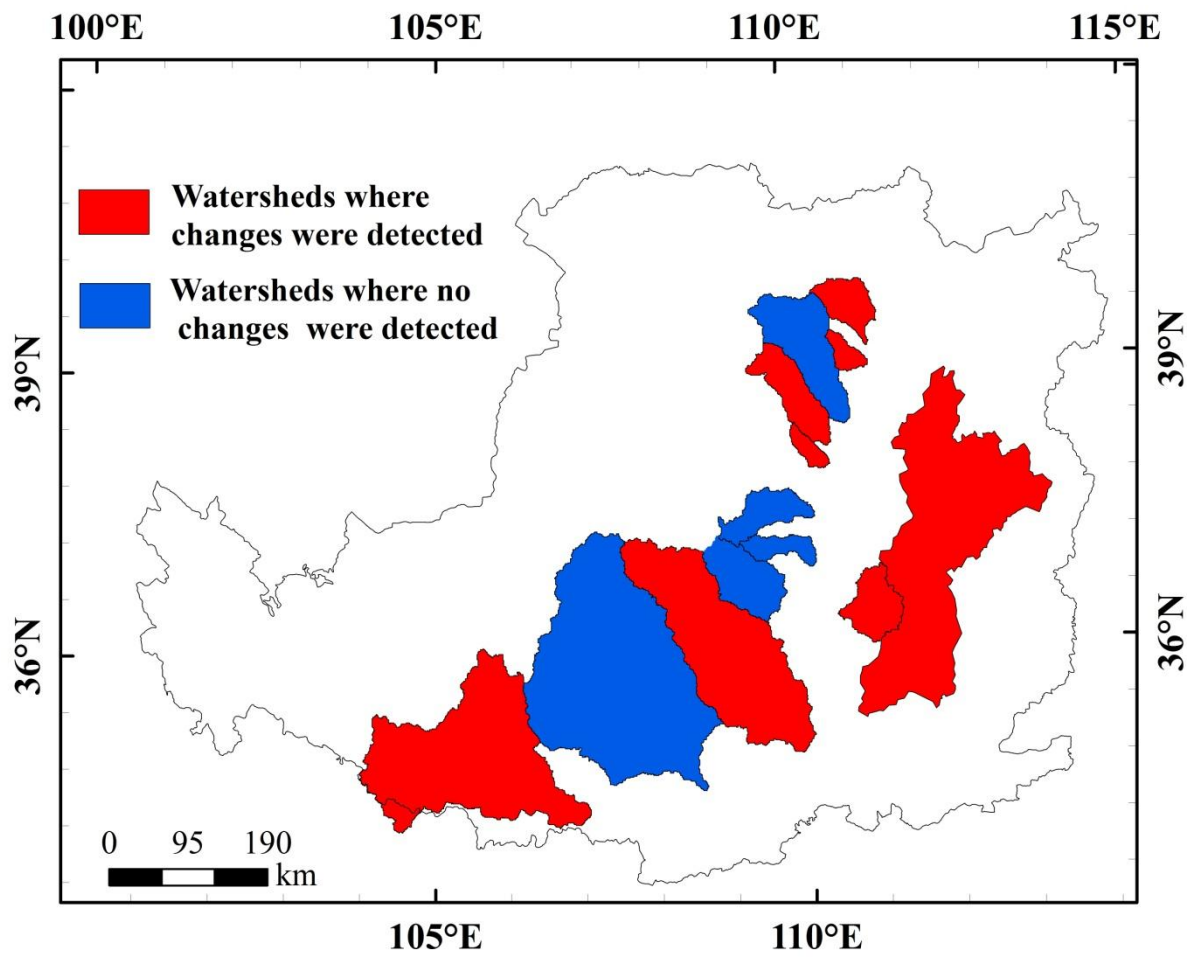 100°E 105°E 110°E 115°E
Watersheds where
changes were detected
Watersheds where no
changes were detected
39°N 39°N
36°N 36°N
0 95 190
km
105°E 110°E